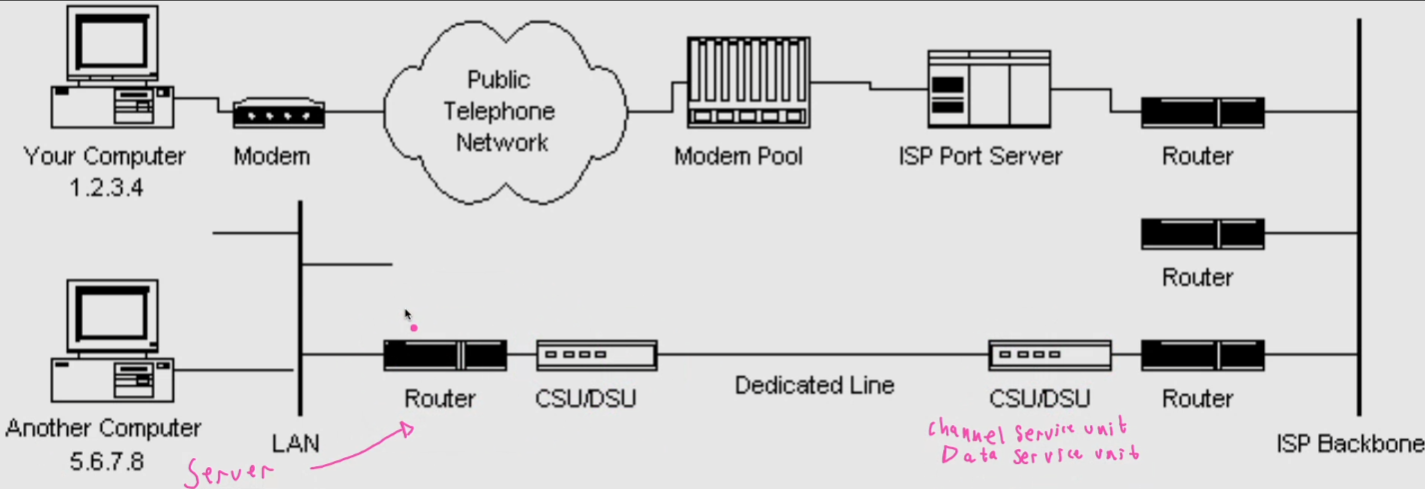 Public
Telephone
Network
Your Computer
1.2.3.4
Modem
Modem Pool
ISP Port Server
Router
Router
Another Computer
5.6.7.8
LAN
Router
CSU/DSU
Dedicated Line
CSU/DSU
Router
ISP Backbone
Server
Channel Service unit
Data service unit